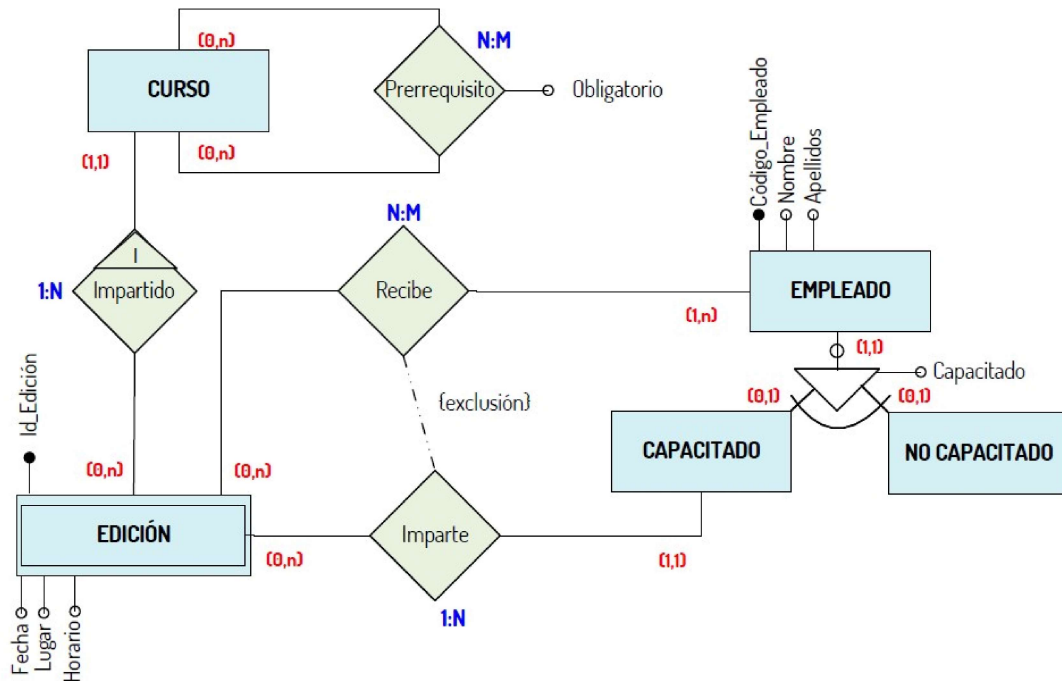 (0,n)
N:M
CURSO
Prerrequisito
Obligatorio
(0,n)
(1,1)
Código_Empleado
Nombre
Apellidos
N:M
I
1:N
Impartido
Recibe
EMPLEADO
(1,n)
(1,1)
Capacitado
{exclusión}
(0,1)
(0,1)
Id_Edición
CAPACITADO
NO CAPACITADO
(0,n)
(0,n)
EDICIÓN
(0,n)
Imparte
(1,1)
1:N
Fecha
Lugar
Horario